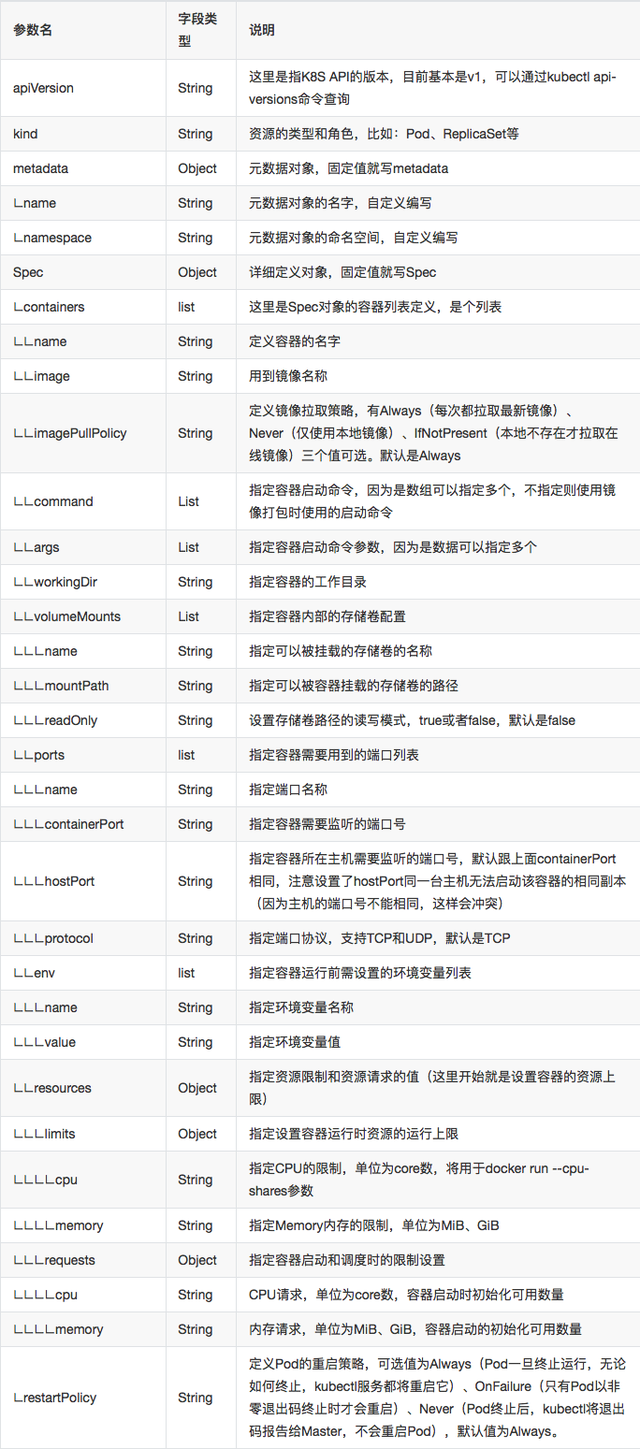 参数名
字段类
型
说明
apiVersion
String
这里是指K8S API的版本，目前基本是v1，可以通过kubectl api-
versions命令查询
kind
String
资源的类型和角色，比如：Pod、ReplicaSet等
metadata
Object
元数据对象，固定值就写metadata
∟name
String
元数据对象的名字，自定义编写
∟namespace
String
元数据对象的命名空间，自定义编写
Spec
Object
详细定义对象，固定值就写Spec
∟containers
list
这里是Spec对象的容器列表定义，是个列表
∟∟name
String
定义容器的名字
∟∟image
String
用到镜像名称
∟∟imagePullPolicy
String
定义镜像拉取策略，有Always（每次都拉取最新镜像）、
Never（仅使用本地镜像）、IfNotPresent（本地不存在才拉取在
线镜像）三个值可选。默认是Always
∟∟command
List
指定容器启动命令，因为是数组可以指定多个，不指定则使用镜
像打包时使用的启动命令
∟∟args
List
指定容器启动命令参数，因为是数据可以指定多个
∟∟workingDir
String
指定容器的工作目录
∟∟volumeMounts
List
指定容器内部的存储卷配置
∟∟∟name
String
指定可以被挂载的存储卷的名称
∟∟∟mountPath
String
指定可以被容器挂载的存储卷的路径
∟∟∟readOnly
String
设置存储卷路径的读写模式，true或者false，默认是false
∟∟ports
list
指定容器需要用到的端口列表
∟∟∟name
String
指定端口名称
∟∟∟containerPort
String
指定容器需要监听的端口号
∟∟∟hostPort
String
指定容器所在主机需要监听的端口号，默认跟上面containerPort
相同，注意设置了hostPort同一台主机无法启动该容器的相同副本
（因为主机的端口号不能相同，这样会冲突）
∟∟∟protocol
String
指定端口协议，支持TCP和UDP，默认是TCP
∟∟env
list
指定容器运行前需设置的环境变量列表
∟∟∟name
String
指定环境变量名称
∟∟∟value
String
指定环境变量值
∟∟resources
Object
指定资源限制和资源请求的值（这里开始就是设置容器的资源上
限）
∟∟∟limits
Object
指定设置容器运行时资源的运行上限
∟∟∟∟cpu
String
指定CPU的限制，单位为core数，将用于docker run --cpu-
shares参数
∟∟∟∟memory
String
指定Memory内存的限制，单位为MiB、GiB
∟∟∟requests
Object
指定容器启动和调度时的限制设置
∟∟∟∟cpu
String
CPU请求，单位为core数，容器启动时初始化可用数量
∟∟∟∟memory
String
内存请求，单位为MiB、GiB，容器启动的初始化可用数量
∟restartPolicy
String
定义Pod的重启策略，可选值为Always（Pod一旦终止运行，无论
如何终止，kubectl服务都将重启它）、OnFailure（只有Pod以非
零退出码终止时才会重启）、Never（Pod终止后，kubectl将退出
码报告给Master，不会重启Pod），默认值为Always。